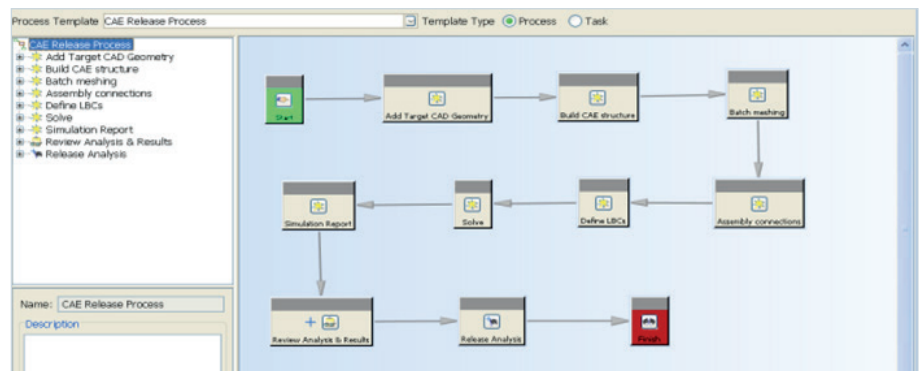 Process Template CAE Release Process Template Type Process Task
CAE Release Process
Add Target CAD Geometry
Build CAE structure
Batch meshing
Assembly connections
Define LBCs
Solve
Simulation Report
Review Analysis & Results
Release Analysis
Name: CAE Release Process
Description
Start
Add Target CAD Geometry
Build CAE structure
Batch meshing
Simulation Report
Solve
Define LBCs
Assembly connections
Review Analysis & Results
Release Analysis
Finish